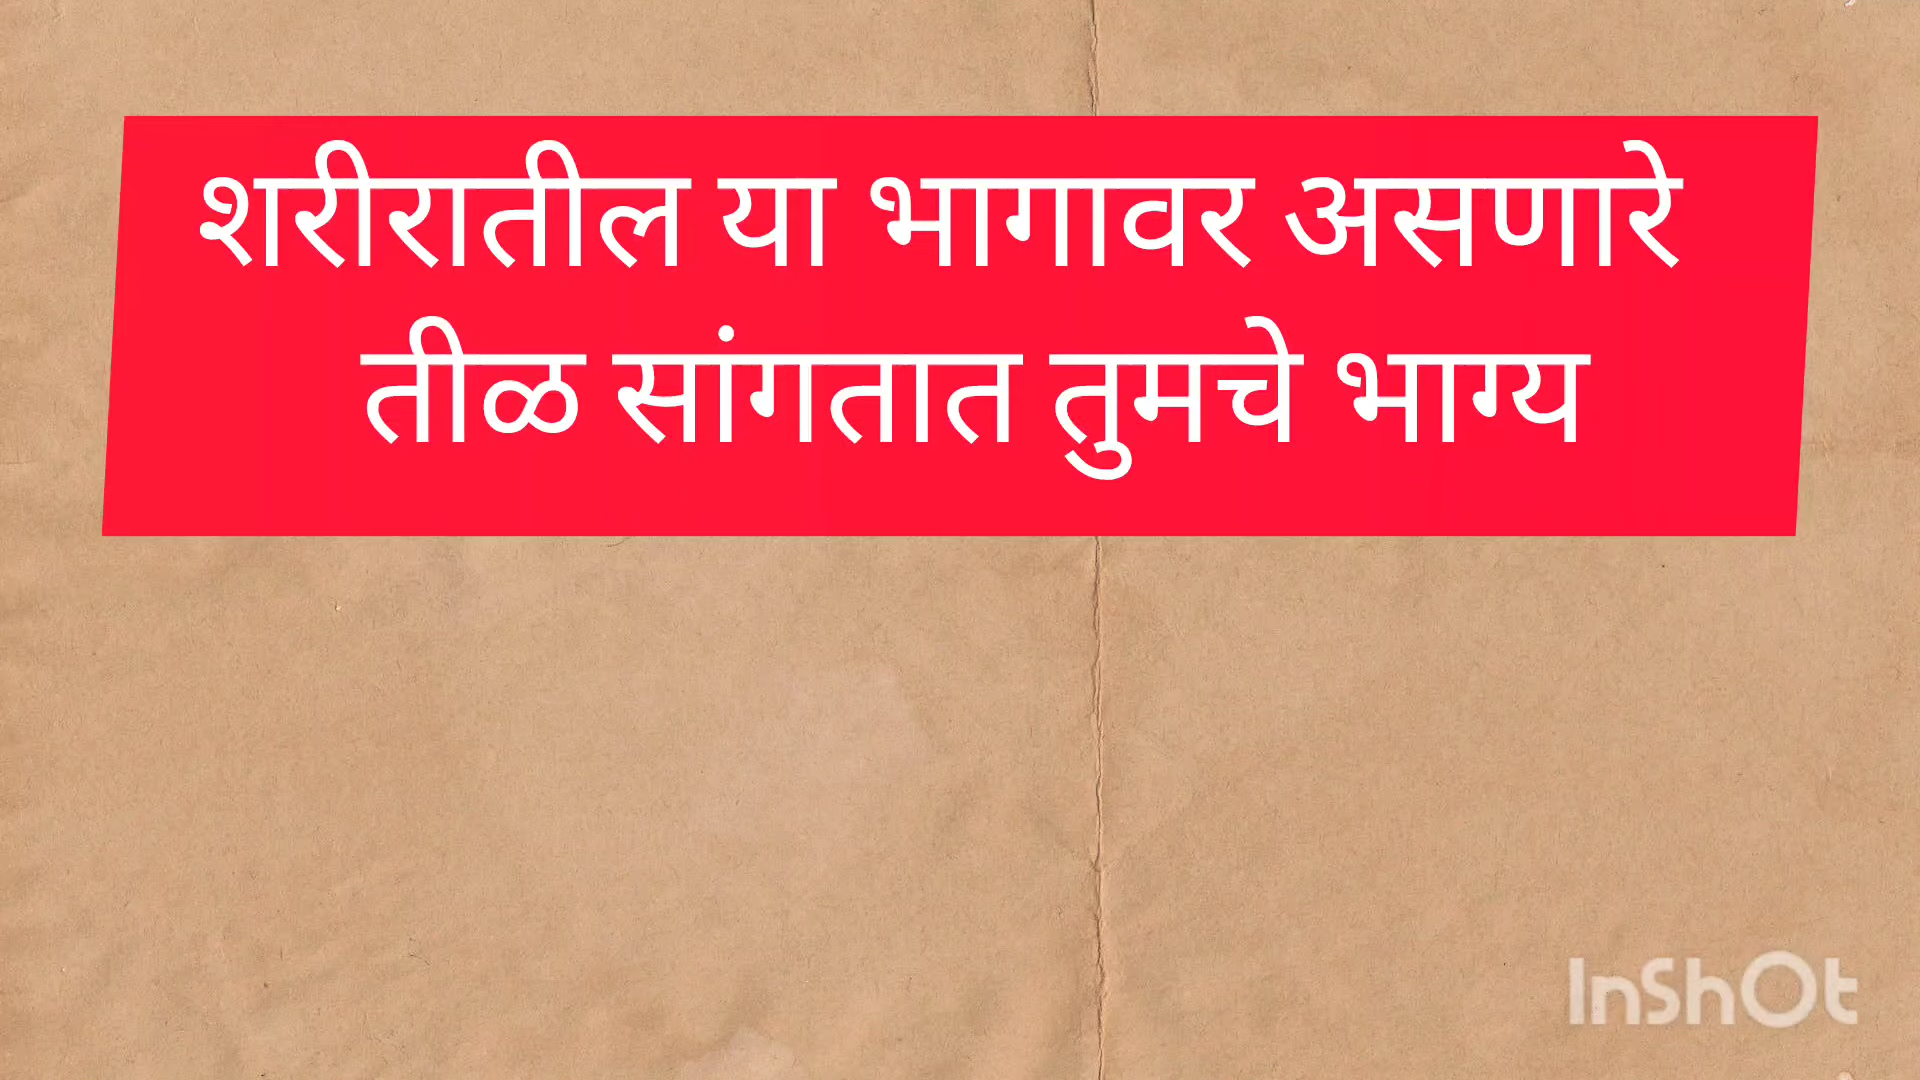 शरीरातील या भागावर असणारे
तीळ सांगतात तुमचे भाग्य
InShOt